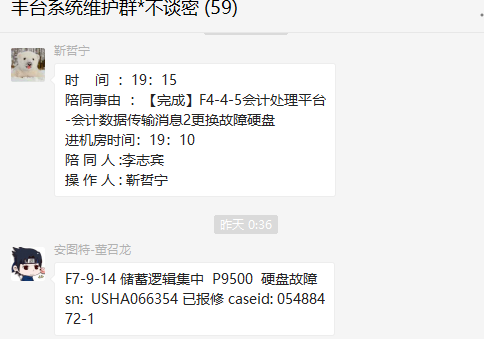 丰台系统维护群*不谈密 (59)
靳哲宁
时　间 ：19：15
陪同事由 ：【完成】F4-4-5会计处理平台
-会计数据传输消息2更换故障硬盘
进机房时间：19：10
陪 同 人 :李志宾
操 作 人 : 靳哲宁
昨天 0:36
安图特-董召龙
F7-9-14 储蓄逻辑集中 P9500 硬盘故障
sn: USHA066354 已报修 caseid: 054884
72-1